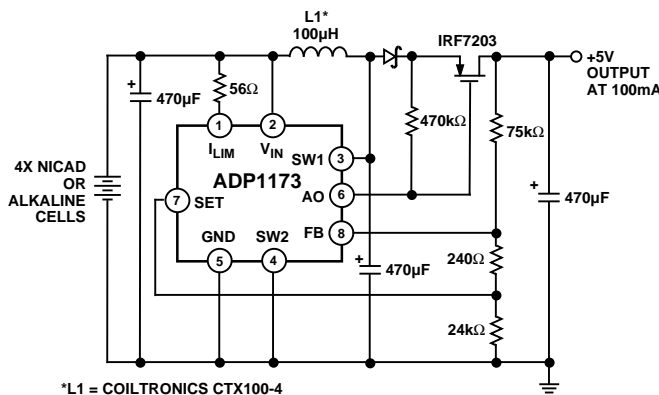 L1*
100µH
IRF7203
+5V
OUTPUT
AT 100mA
56Ω
470µF
470kΩ
75kΩ
1
2
I_LIM
V_IN
SW1
3
4X NICAD
OR
ALKALINE
CELLS
ADP1173
AO
6
470µF
7
SET
FB
8
GND
SW2
240Ω
5
4
470µF
24kΩ
*L1 = COILTRONICS CTX100-4